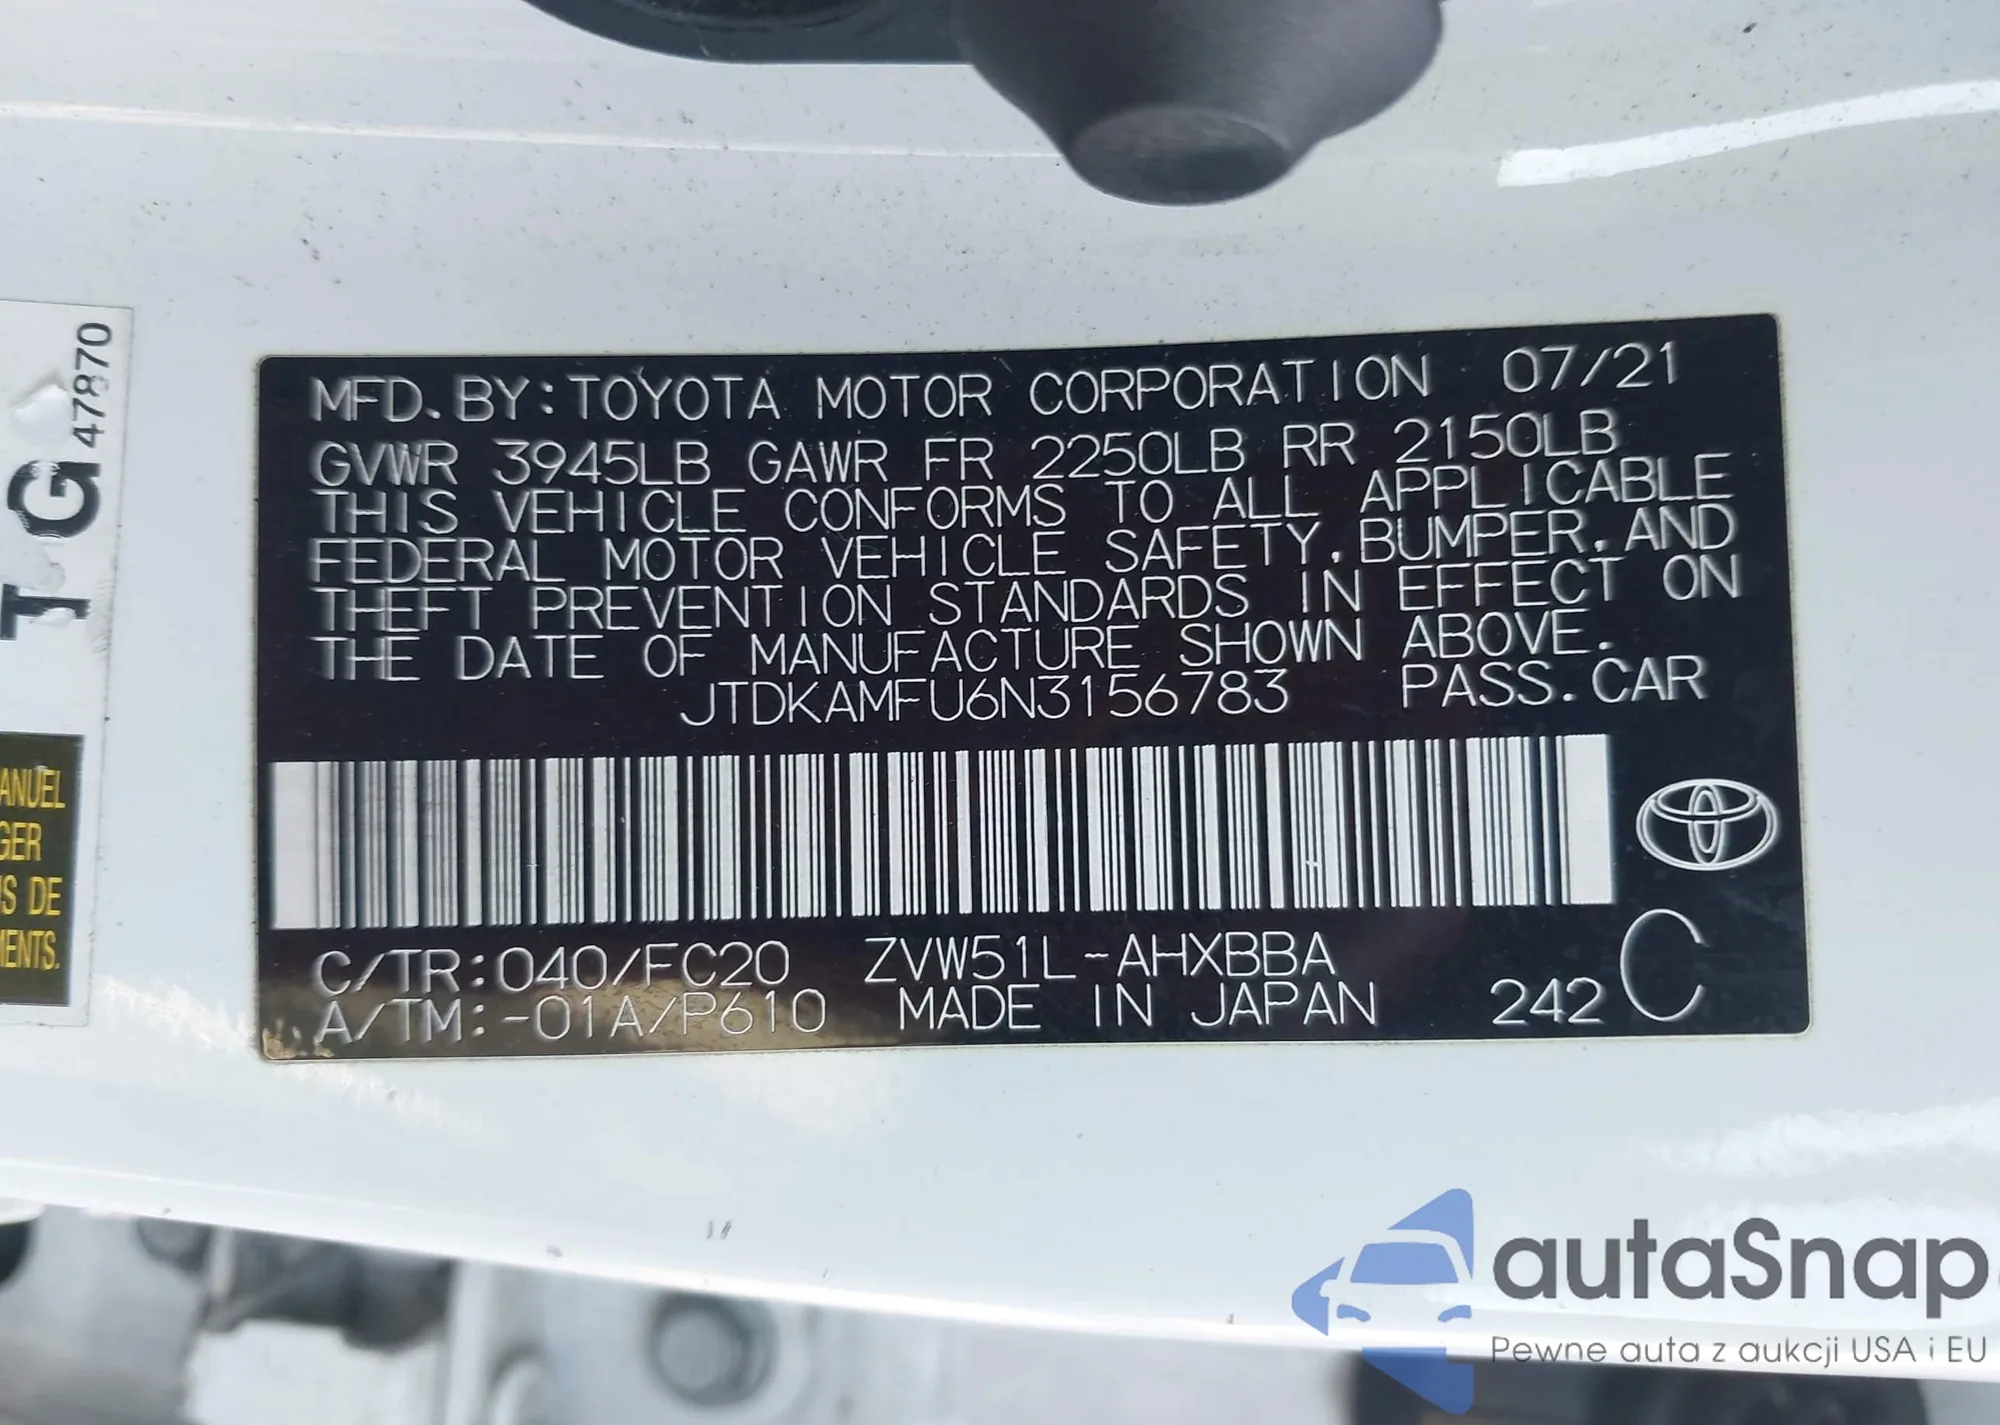 MFD. BY: TOYOTA MOTOR CORPORATION 07/21
GVWR 3945LB GAWR FR 2250LB RR 2150LB
THIS VEHICLE CONFORMS TO ALL APPLICABLE
FEDERAL MOTOR VEHICLE SAFETY, BUMPER, AND
THEFT PREVENTION STANDARDS IN EFFECT ON
THE DATE OF MANUFACTURE SHOWN ABOVE.
JTDKAMFU6N3156783 PASS. CAR
C/TR: 040/FC20 ZVW51L-AHXBBA
A/TM: -01A/P610 MADE IN JAPAN 242 C
47870
T G
ANUEL
GER
IS DE
MENTS.
autaSnap
Pewne auta z aukcji USA i EU